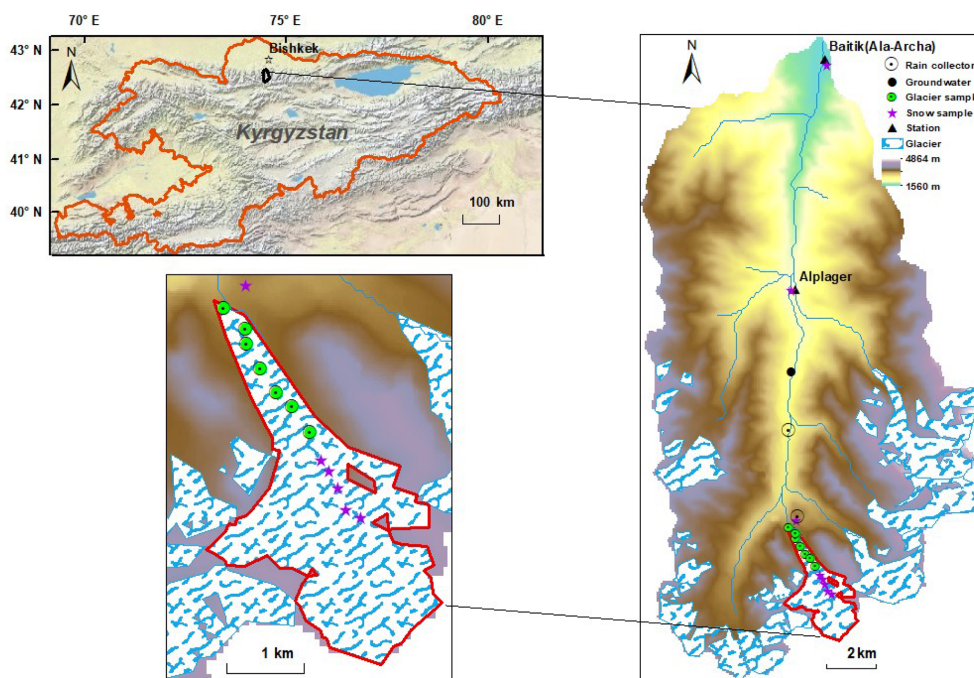 70° E
75° E
80° E
43° N
42° N
41° N
40° N
N
Bishkek
Kyrgyzstan
100 km
1 km
N
Baitik(Ala-Archa)
Rain collector
Groundwater
Glacier sampl
Snow sample
Station
Glacier
4864 m
1560 m
Alplager
2 km